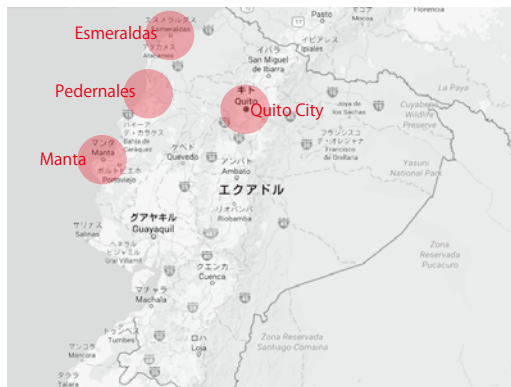 Esmeraldas
エスメラルダス
Esmeraldas
アタカメス
Atacames
Pedernales
Quito City
キト
Quito
Manta
マンタ
Manta
ポルトビエホ
Portoviejo
バイーア
デ・カラケス
Bahía de
Caráquez
Pasto
モコア
Mocoa
Florencia
イピアレス
Ipiales
イバラ
San Miguel
de Ibarra
La Paya
Cuyabeno
Wildlife
Preserve
Joya de
los Sachas
フランシスコ
デ・オレシャナ
Francisco
de Orellana
Yasuni
National Park
ケベド
Quevedo
アンバト
Ambato
エクアドル
リオバンバ
Riobamba
サリナス
Salinas
グアヤキル
Guayaquil
ヘネラル
ビジャミル
Gral Villamil
クエンカ
Cuenca
マチャラ
Machala
Zona
Reservada
Pucacuro
トゥンベス
Tumbes
マンコラ
Mancora
ロハ
Loja
Zona Reservada
Santiago-Comaina
タララ
Talara